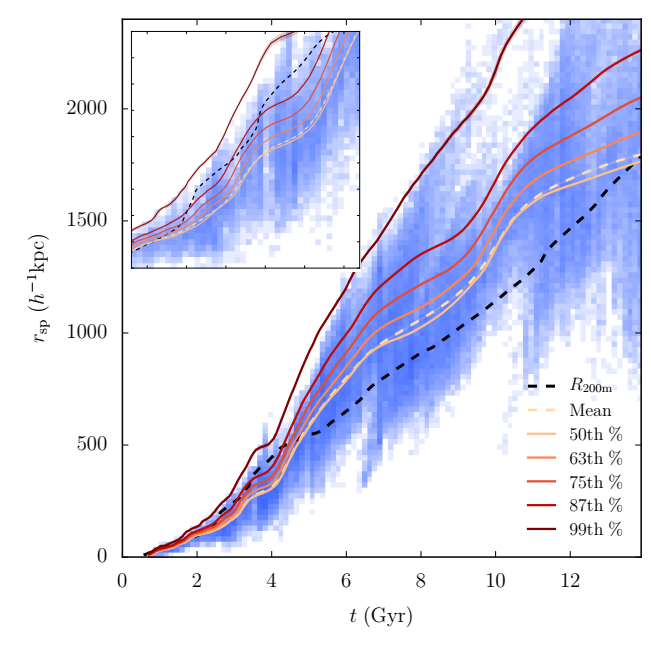 2000
1500
1000
500
0
r_sp (h⁻¹kpc)
R_200m
Mean
50th %
63th %
75th %
87th %
99th %
0 2 4 6 8 10 12
t (Gyr)